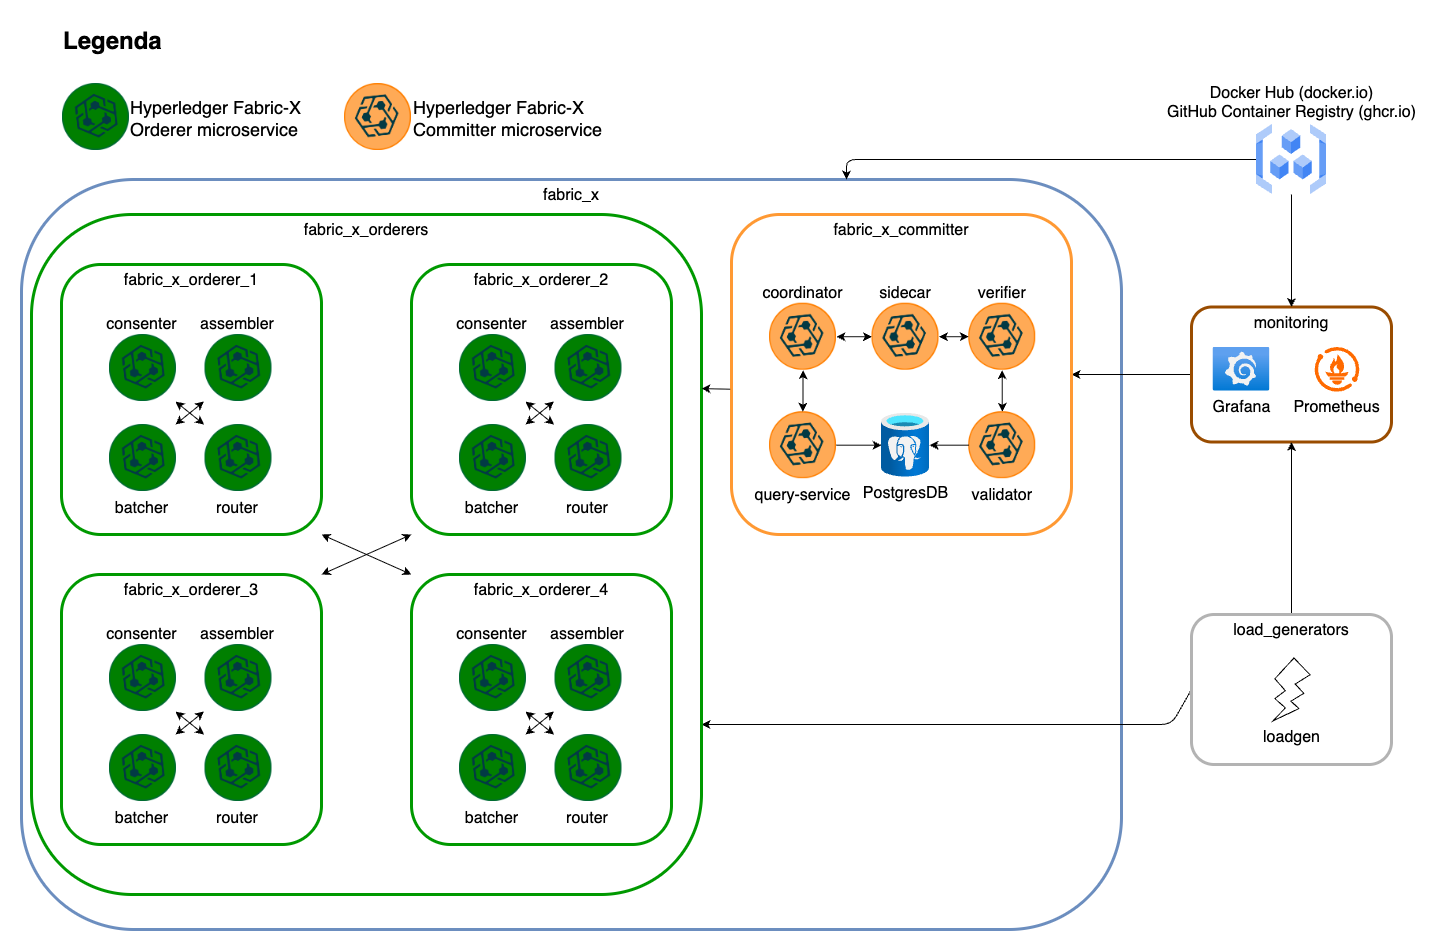 Legenda
Hyperledger Fabric-X
Orderer microservice
Hyperledger Fabric-X
Committer microservice
Docker Hub (docker.io)
GitHub Container Registry (ghcr.io)
fabric_x
fabric_x_orderers
fabric_x_orderer_1
consenter
assembler
batcher
router
fabric_x_orderer_2
consenter
assembler
batcher
router
fabric_x_orderer_3
consenter
assembler
batcher
router
fabric_x_orderer_4
consenter
assembler
batcher
router
fabric_x_committer
coordinator
sidecar
verifier
query-service
PostgresDB
validator
monitoring
Grafana
Prometheus
load_generators
loadgen